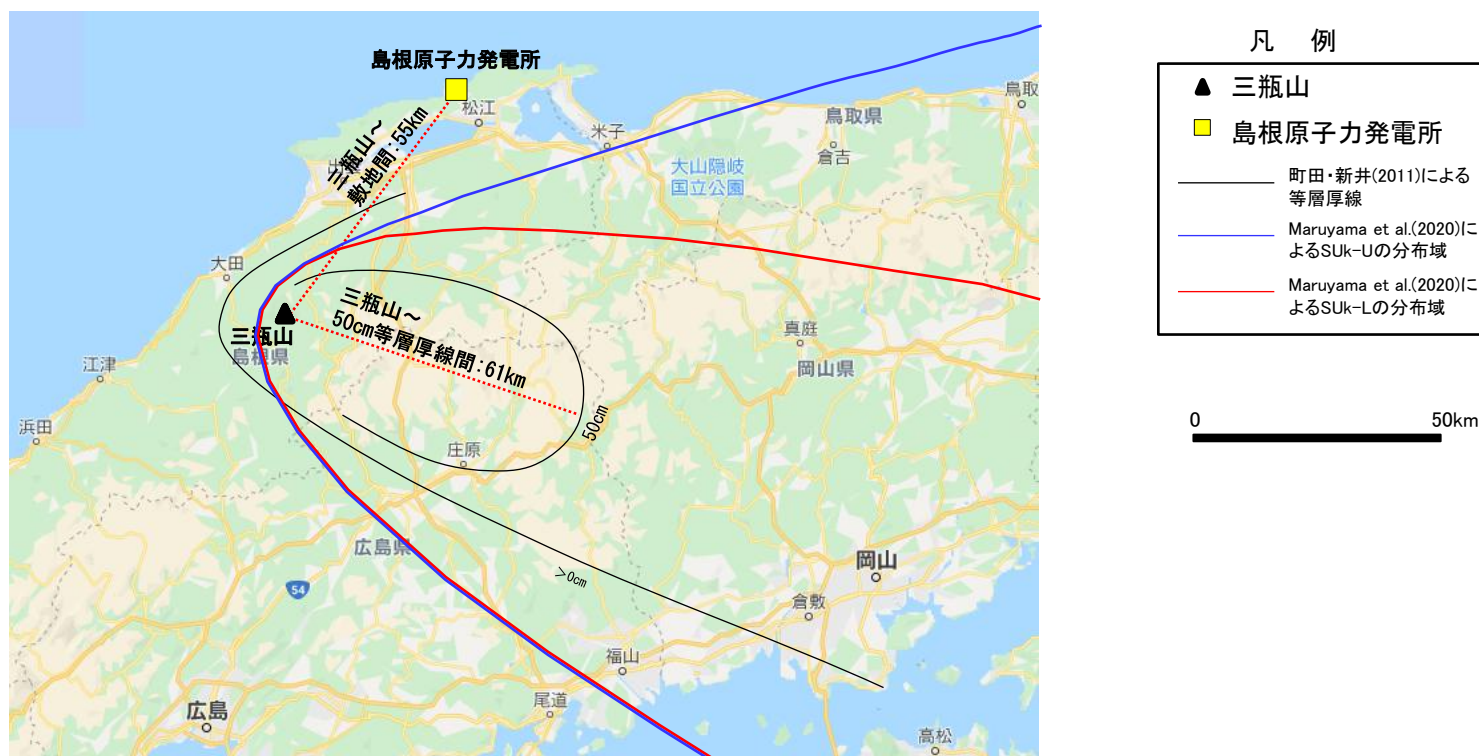 島根原子力発電所
松江
三瓶山～
敷地間：55km
米子
鳥取県
倉吉
鳥取
大山隠岐
国立公園
大田
三瓶山～
50cm等層厚線間：61km
三瓶山
島根県
江津
浜田
50cm
庄原
真庭
岡山県
広島県
＞0cm
54
岡山
倉敷
福山
尾道
広島
高松
凡　例
三瓶山
島根原子力発電所
町田・新井(2011)による
等層厚線
Maruyama et al.(2020)に
よるSUk-Uの分布域
Maruyama et al.(2020)に
よるSUk-Lの分布域
0
50km